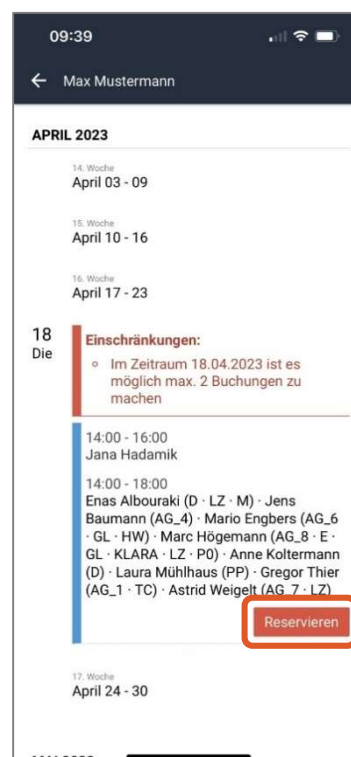 09:39
Max Mustermann
APRIL 2023
14. Woche
April 03 - 09
15. Woche
April 10 - 16
16. Woche
April 17 - 23
18
Die
Einschränkungen:
Im Zeitraum 18.04.2023 ist es
möglich max. 2 Buchungen zu
machen
14:00 - 16:00
Jana Hadamik
14:00 - 18:00
Enas Albouraki (D · LZ · M) · Jens
Baumann (AG_4) · Mario Engbers (AG_6
· GL · HW) · Marc Högemann (AG_8 · E ·
GL · KLARA · LZ · P0) · Anne Koltermann
(D) · Laura Mühlhaus (PP) · Gregor Thier
(AG_1 · TC) · Astrid Weigelt (AG_7 · LZ)
Reservieren
17. Woche
April 24 - 30